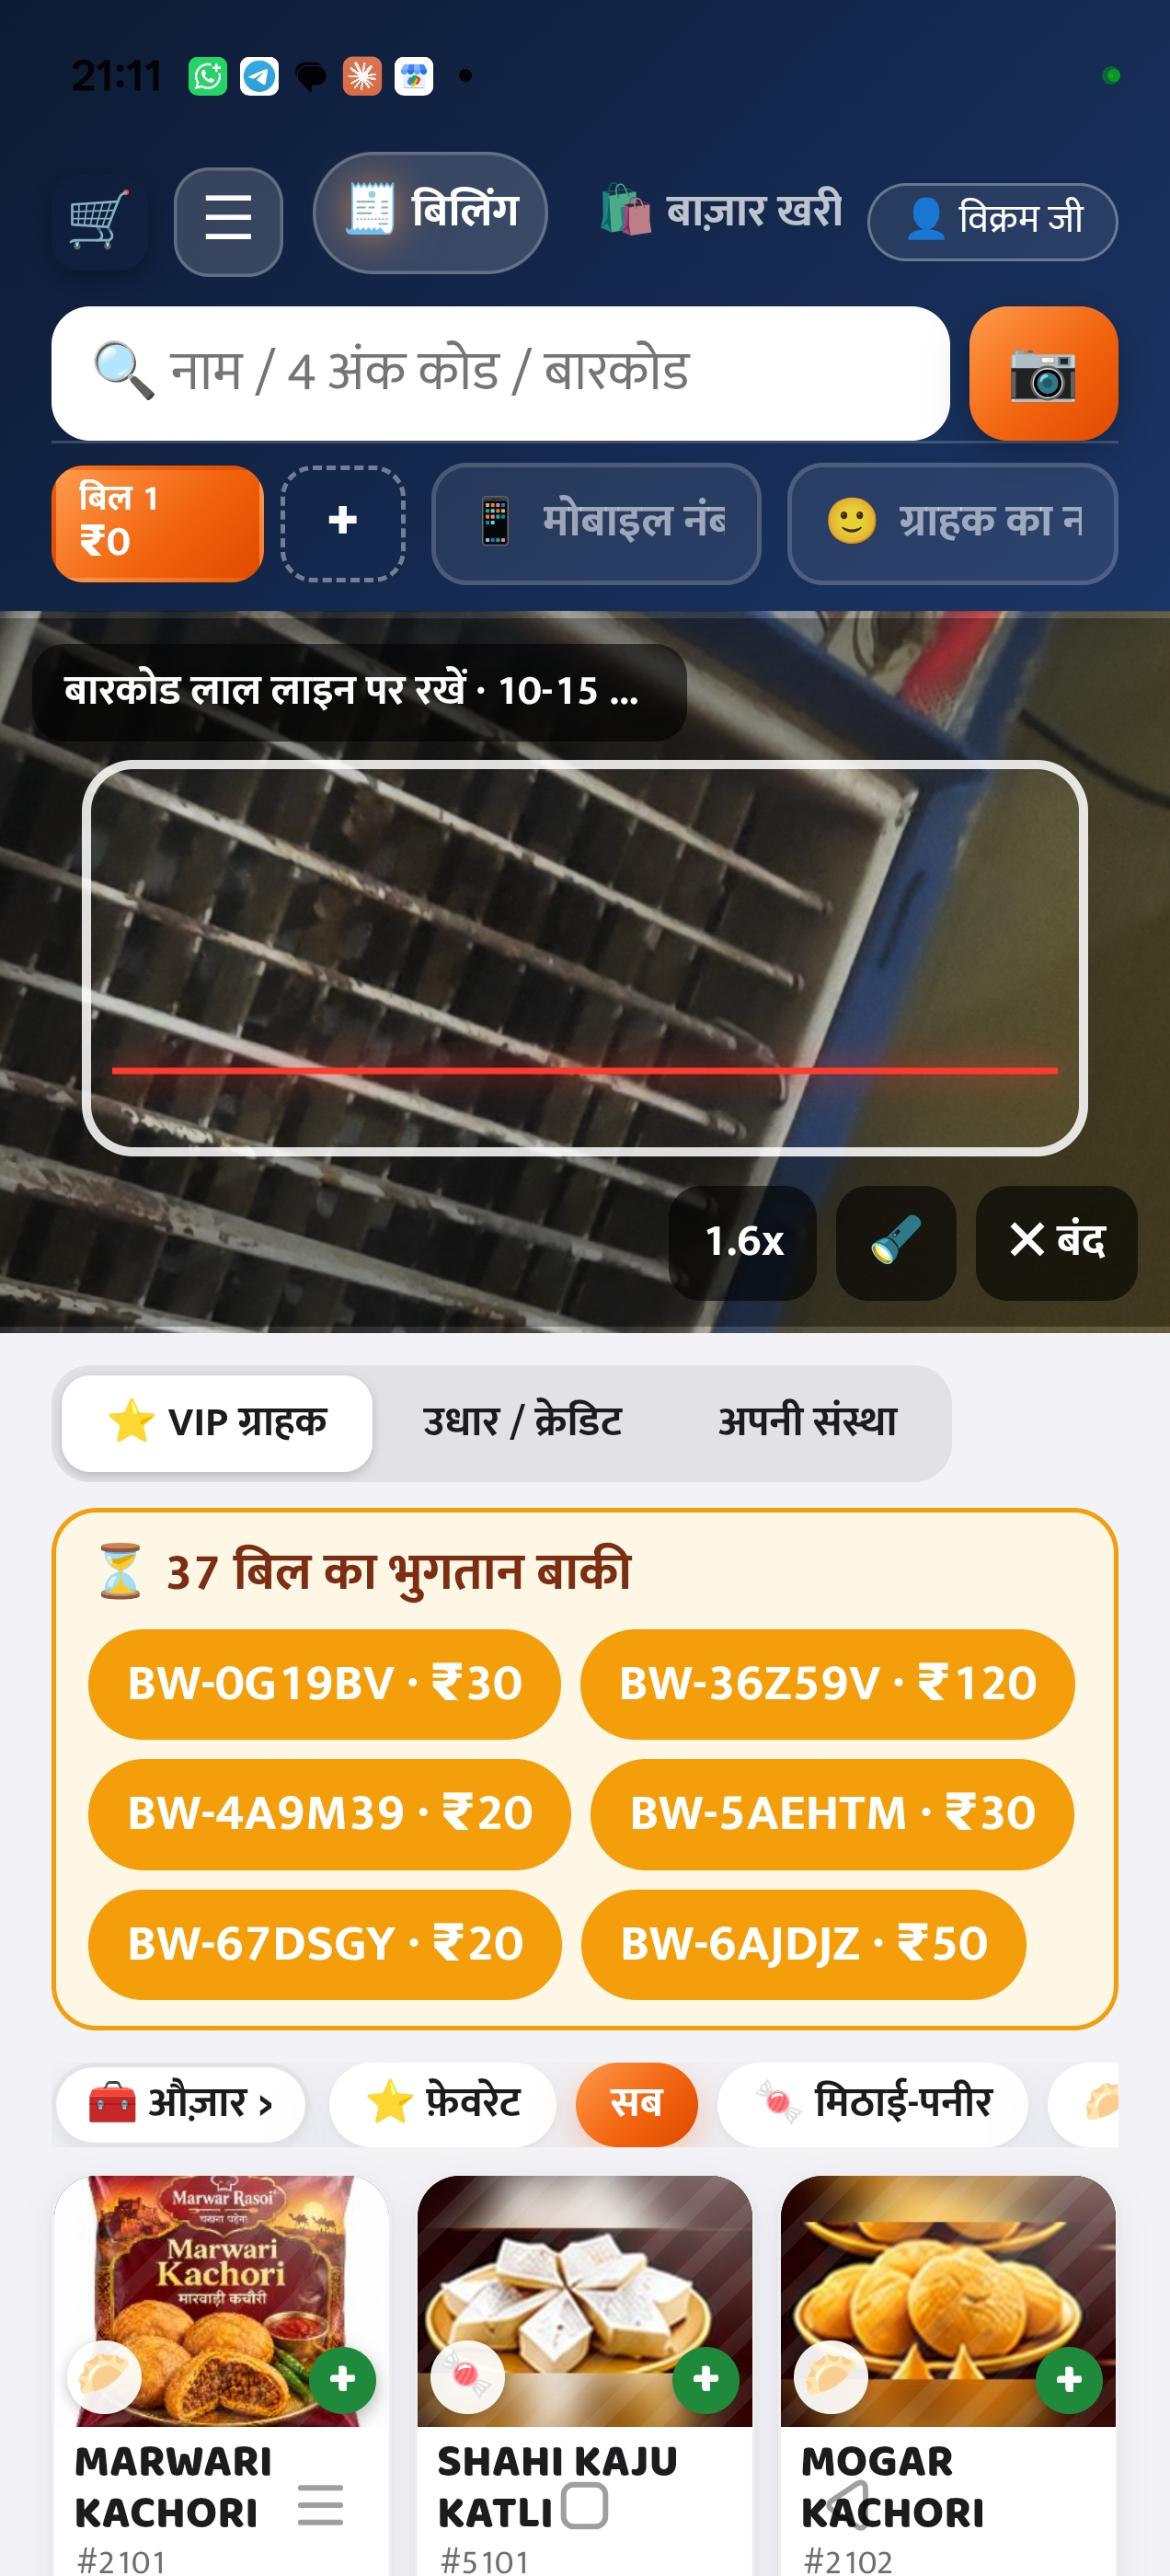 21:11
बिलिंग
बाज़ार खरी
विक्रम जी
नाम / 4 अंक कोड / बारकोड
बिल 1
₹0
+
मोबाइल नंब
ग्राहक का न
बारकोड लाल लाइन पर रखें · 10-15 ...
1.6x
✕ बंद
VIP ग्राहक
उधार / क्रेडिट
अपनी संस्था
37 बिल का भुगतान बाकी
BW-0G19BV · ₹30
BW-36Z59V · ₹120
BW-4A9M39 · ₹20
BW-5AEHTM · ₹30
BW-67DSGY · ₹20
BW-6AJDJZ · ₹50
औज़ार ›
फ़ेवरेट
सब
मिठाई-पनीर
Marwar Rasoi
चखना पहेना
Marwari
Kachori
मारवाड़ी कचौरी
+
+
+
MARWARI
KACHORI
#2101
SHAHI KAJU
KATLI
#5101
MOGAR
KACHORI
#2102